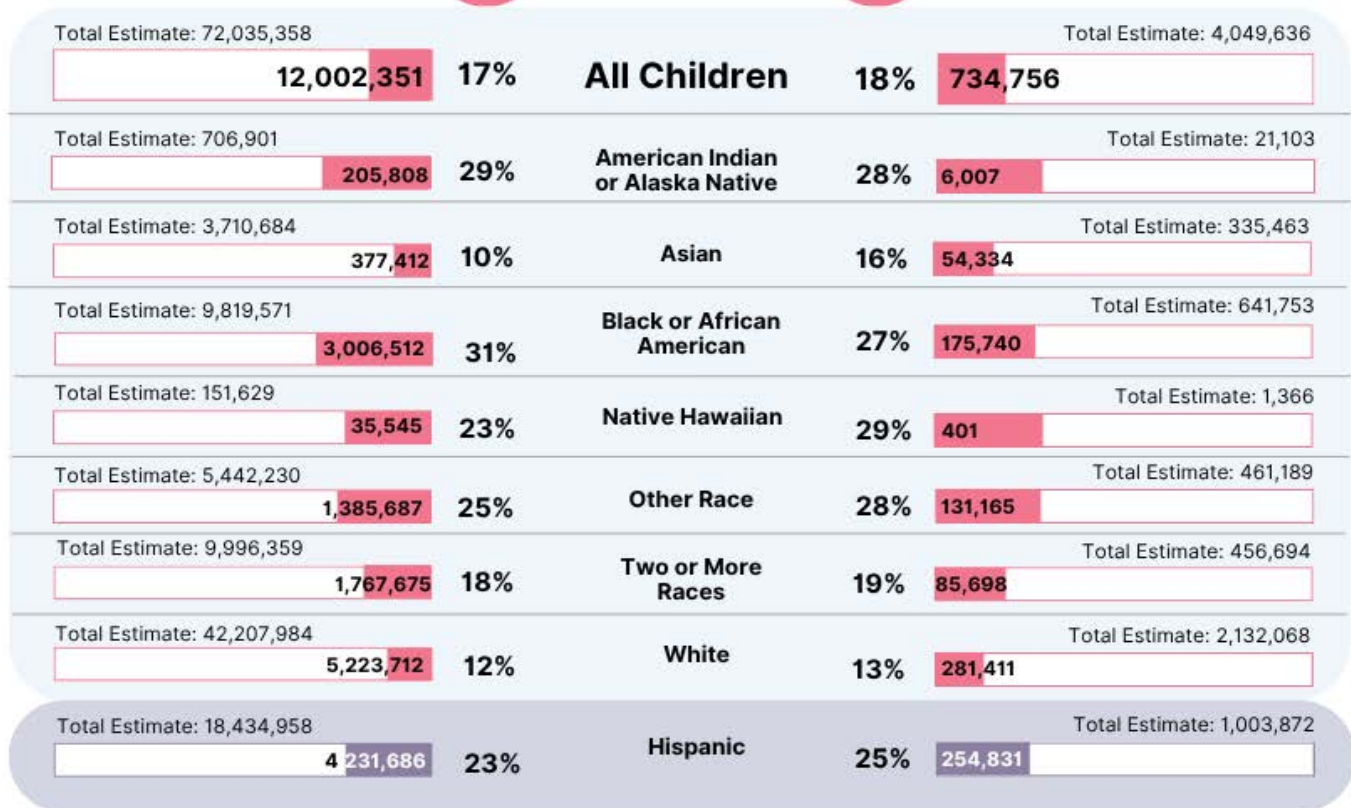 Total Estimate: 72,035,358
Total Estimate: 4,049,636
12,002,351 17% All Children 18% 734,756
Total Estimate: 706,901
Total Estimate: 21,103
American Indian
or Alaska Native
205,808 29% 28% 6,007
Total Estimate: 3,710,684
Total Estimate: 335,463
377,412 10% Asian 16% 54,334
Total Estimate: 9,819,571
Total Estimate: 641,753
Black or African
American
3,006,512 31% 27% 175,740
Total Estimate: 151,629
Total Estimate: 1,366
35,545 23% Native Hawaiian 29% 401
Total Estimate: 5,442,230
Total Estimate: 461,189
1,385,687 25% Other Race 28% 131,165
Total Estimate: 9,996,359
Total Estimate: 456,694
Two or More
Races
1,767,675 18% 19% 85,698
Total Estimate: 42,207,984
Total Estimate: 2,132,068
5,223,712 12% White 13% 281,411
Total Estimate: 18,434,958
Total Estimate: 1,003,872
4 231,686 23% Hispanic 25% 254,831